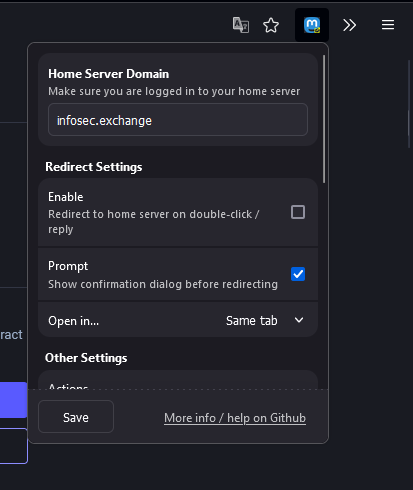 Home Server Domain
Make sure you are logged in to your home server
infosec.exchange
Redirect Settings
Enable
Redirect to home server on double-click /
reply
Prompt
Show confirmation dialog before redirecting
Open in...
Same tab
ract
Other Settings
Actions
Save
More info / help on Github